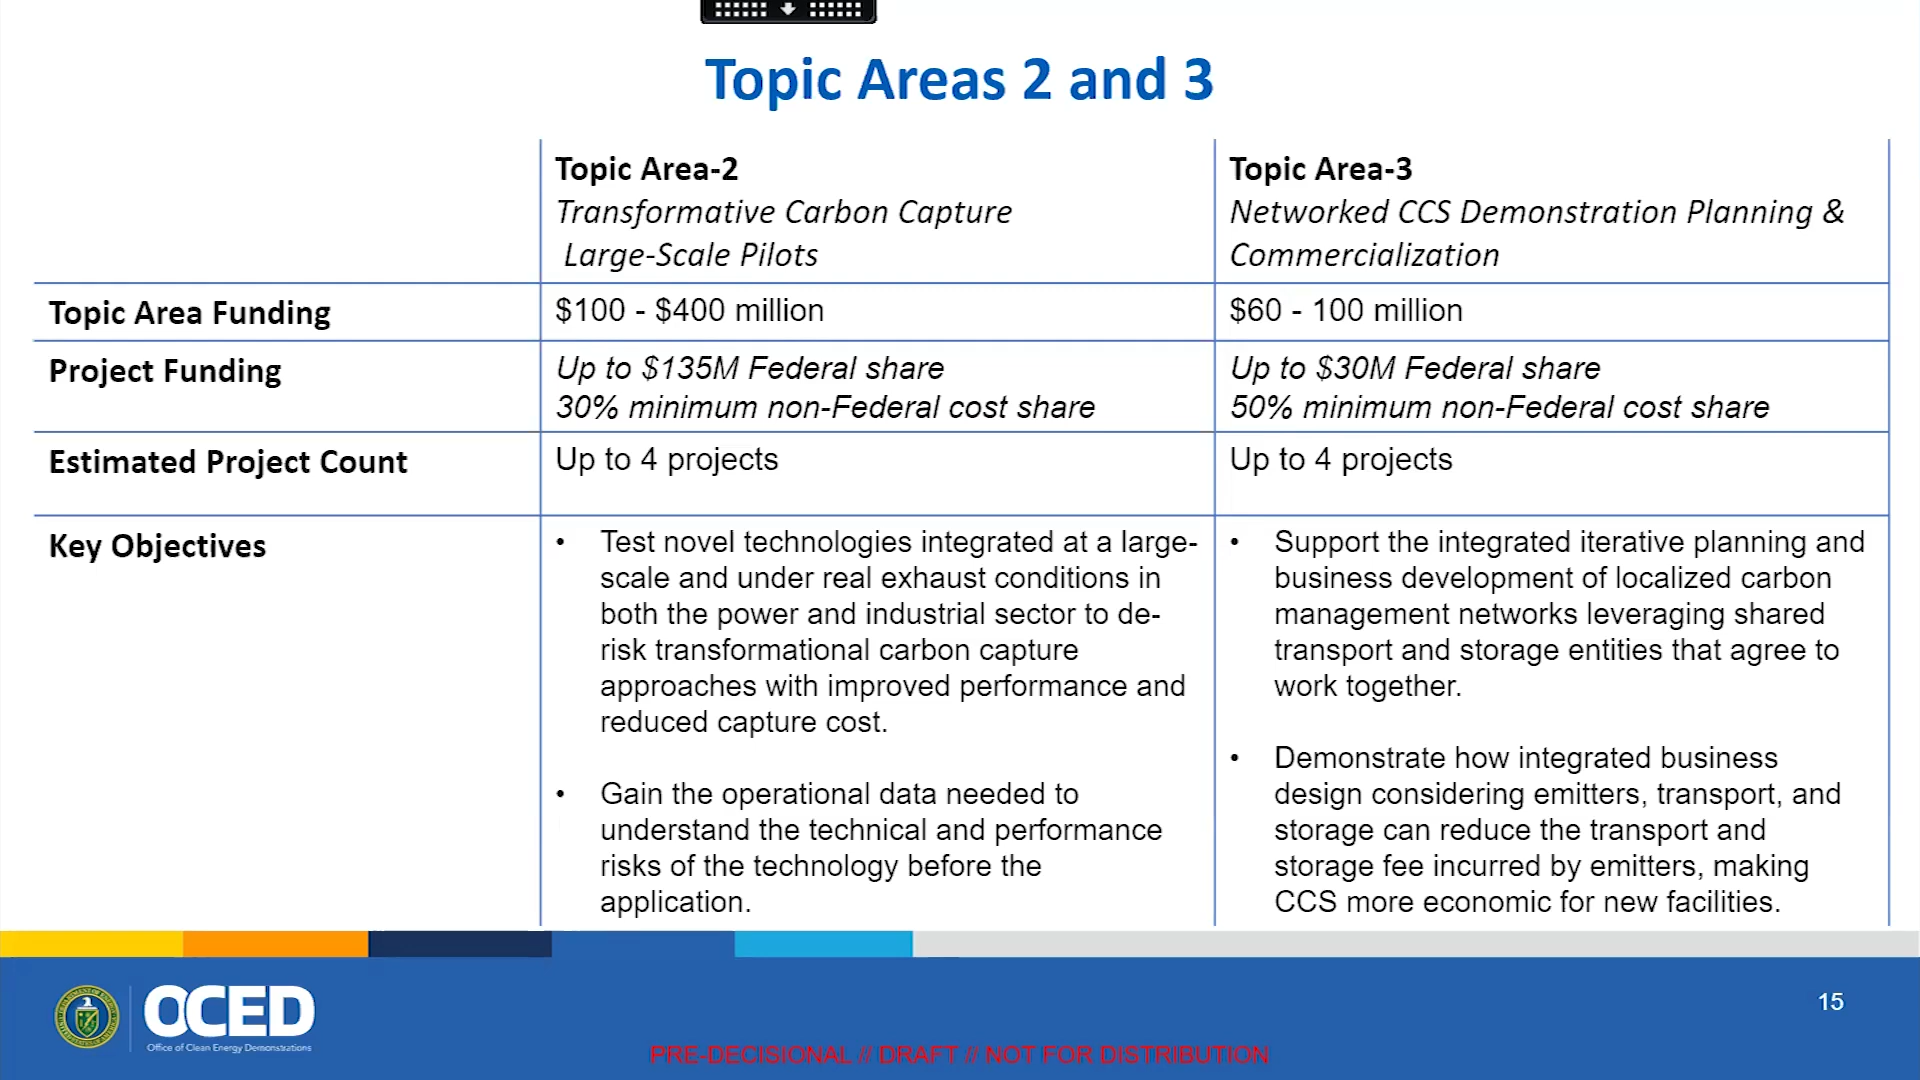 Topic Areas 2 and 3
Topic Area-2
Transformative Carbon Capture
Large-Scale Pilots
Topic Area-3
Networked CCS Demonstration Planning &
Commercialization
Topic Area Funding
$100 - $400 million
$60 - 100 million
Project Funding
Up to $135M Federal share
30% minimum non-Federal cost share
Up to $30M Federal share
50% minimum non-Federal cost share
Estimated Project Count
Up to 4 projects
Up to 4 projects
Key Objectives
• Test novel technologies integrated at a large-
scale and under real exhaust conditions in
both the power and industrial sector to de-
risk transformational carbon capture
approaches with improved performance and
reduced capture cost.
• Gain the operational data needed to
understand the technical and performance
risks of the technology before the
application.
• Support the integrated iterative planning and
business development of localized carbon
management networks leveraging shared
transport and storage entities that agree to
work together.
• Demonstrate how integrated business
design considering emitters, transport, and
storage can reduce the transport and
storage fee incurred by emitters, making
CCS more economic for new facilities.
OCED
Office of Clean Energy Demonstrations
15
PRE-DECISIONAL // DRAFT // NOT FOR DISTRIBUTION